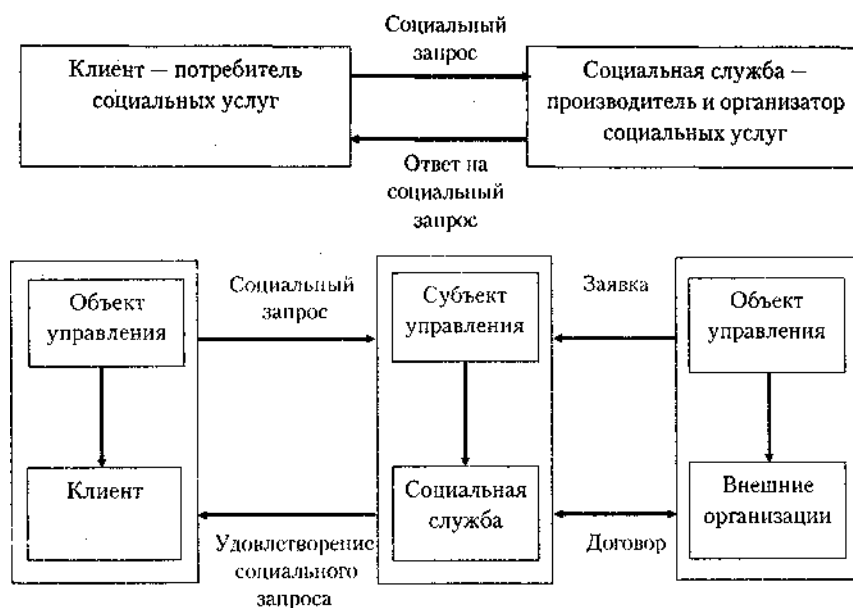 Социальный
запрос
Клиент — потребитель
социальных услуг
Социальная служба —
производитель и организатор
социальных услуг
Ответ на
социальный
запрос
Объект
управления
Социальный
запрос
Субъект
управления
Заявка
Объект
управления
Клиент
Социальная
служба
Внешние
организации
Удовлетворение
социального
запроса
Договор